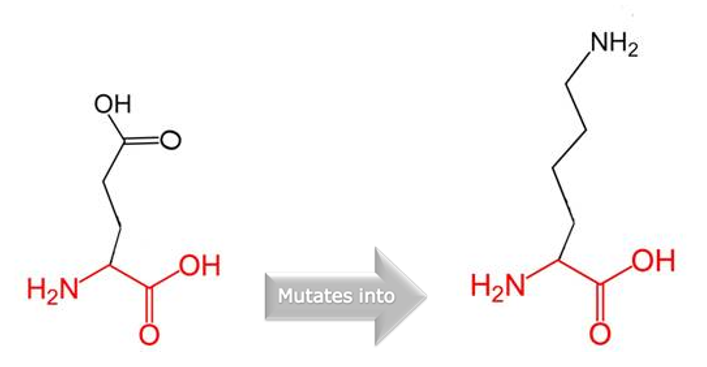 NH₂
OH
O
H₂N
OH
O
Mutates into
H₂N
OH
O